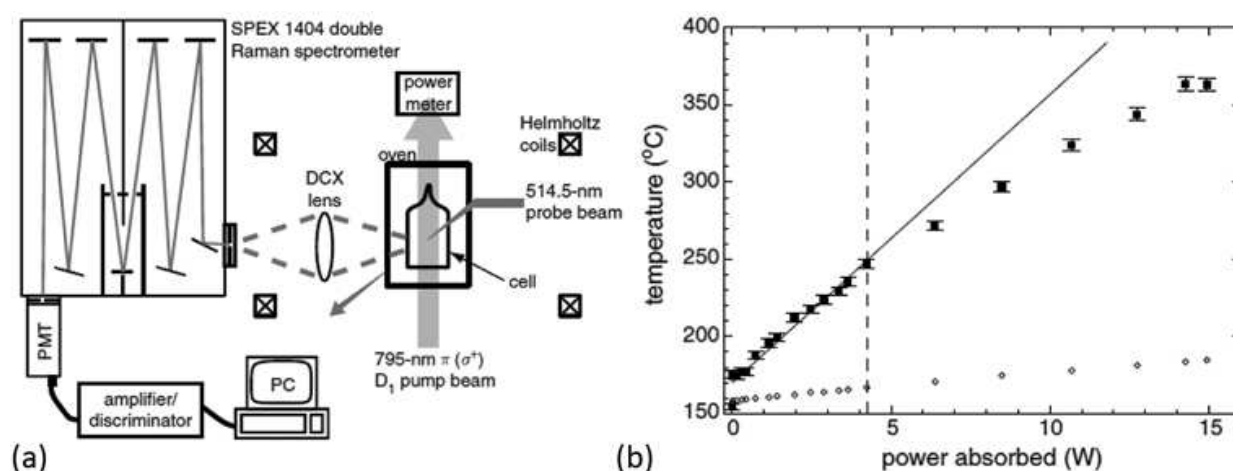 SPEX 1404 double
Raman spectrometer
power
meter
Helmholtz
coils
oven
DCX
lens
514.5-nm
probe beam
cell
PMT
795-nm π (σ⁺)
D₁ pump beam
PC
amplifier/
discriminator
(a)
400
350
300
250
200
150
temperature (°C)
0
5
10
15
power absorbed (W)
(b)